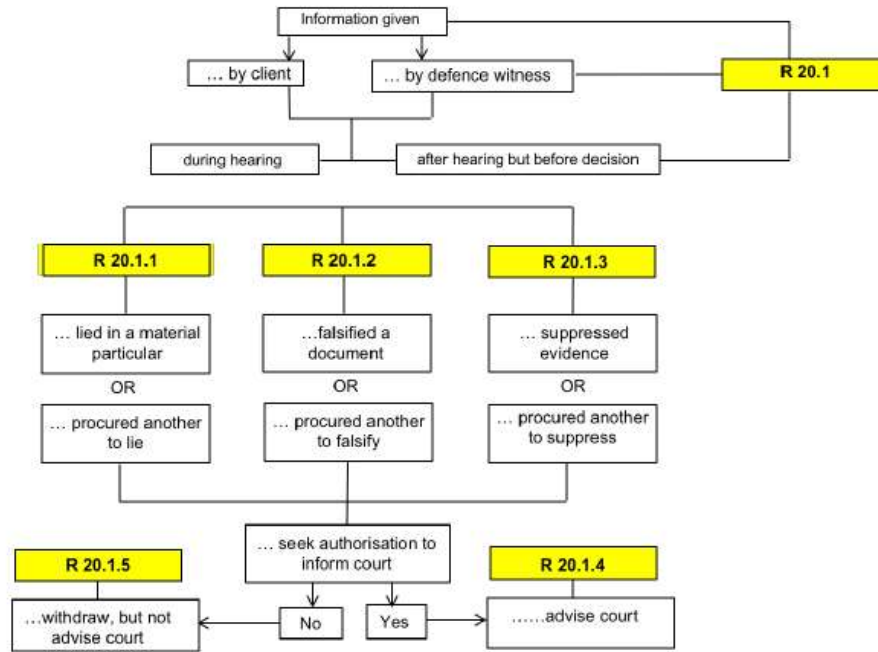 Information given
… by client
… by defence witness
R 20.1
during hearing
after hearing but before decision
R 20.1.1
R 20.1.2
R 20.1.3
… lied in a material
particular
…falsified a
document
… suppressed
evidence
OR
OR
OR
… procured another
to lie
… procured another
to falsify
… procured another
to suppress
… seek authorisation to
inform court
R 20.1.5
R 20.1.4
…withdraw, but not
advise court
No
Yes
……advise court